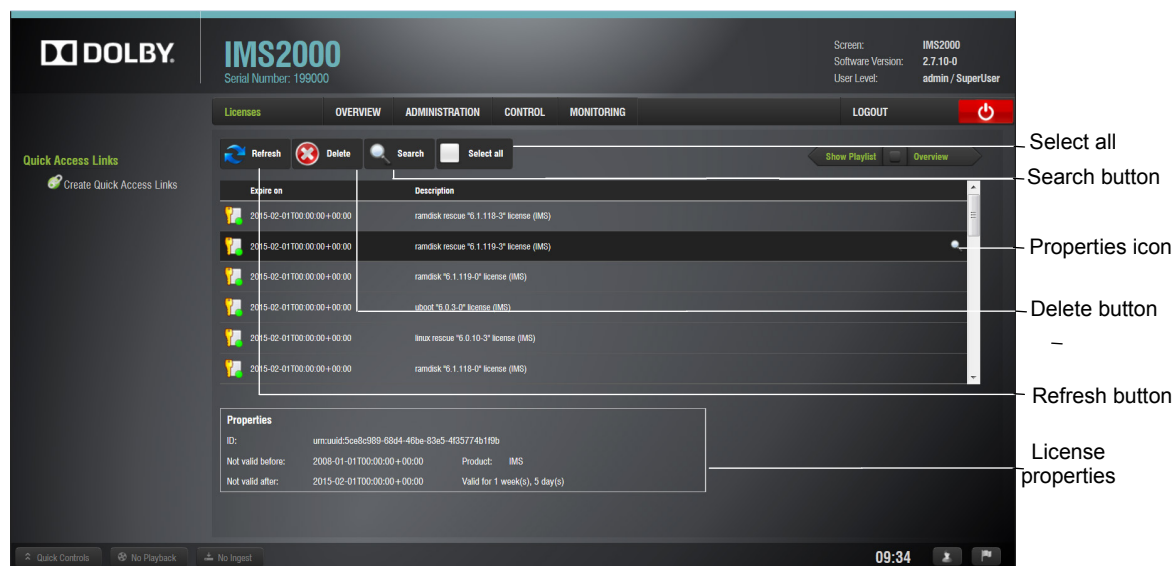 DOLBY.
IMS2000
Serial Number: 199000
Screen: IMS2000
Software Version: 2.7.10-0
User Level: admin / SuperUser
Licenses OVERVIEW ADMINISTRATION CONTROL MONITORING LOGOUT
Quick Access Links
Create Quick Access Links
Refresh Delete Search Select all
Show Playlist Overview
Select all
Search button
Expire on Description
2015-02-01T00:00:00+00:00 ramdisk rescue "6.1.118-3" license (IMS)
2015-02-01T00:00:00+00:00 ramdisk rescue "6.1.119-3" license (IMS)
Properties icon
2015-02-01T00:00:00+00:00 ramdisk "6.1.119-0" license (IMS)
2015-02-01T00:00:00+00:00 uboot "6.0.3-0" license (IMS)
Delete button
2015-02-01T00:00:00+00:00 linux rescue "6.0.10-3" license (IMS)
2015-02-01T00:00:00+00:00 ramdisk "6.1.118-0" license (IMS)
Refresh button
Properties
ID: urn:uuid:5ce8c989-68d4-46be-83e5-4f35774b1f9b
Not valid before: 2008-01-01T00:00:00+00:00 Product: IMS
Not valid after: 2015-02-01T00:00:00+00:00 Valid for 1 week(s), 5 day(s)
License
properties
Quick Controls No Playback No Ingest 09:34